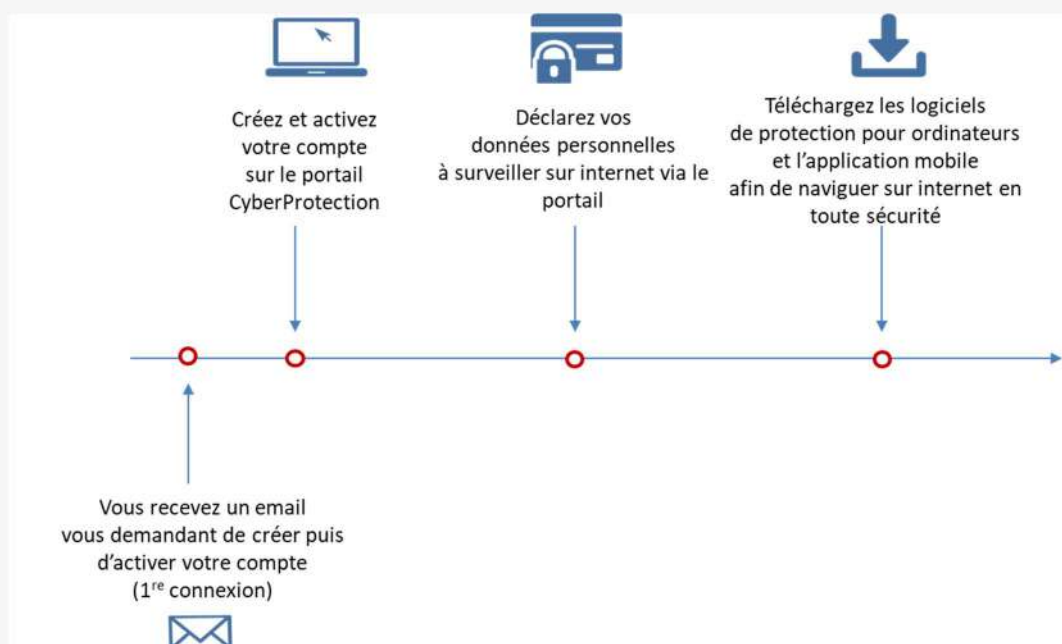 Créez et activez
votre compte
sur le portail
CyberProtection
Déclarez vos
données personnelles
à surveiller sur internet via le
portail
Téléchargez les logiciels
de protection pour ordinateurs
et l’application mobile
afin de naviguer sur internet en
toute sécurité
Vous recevez un email
vous demandant de créer puis
d’activer votre compte
(1re connexion)